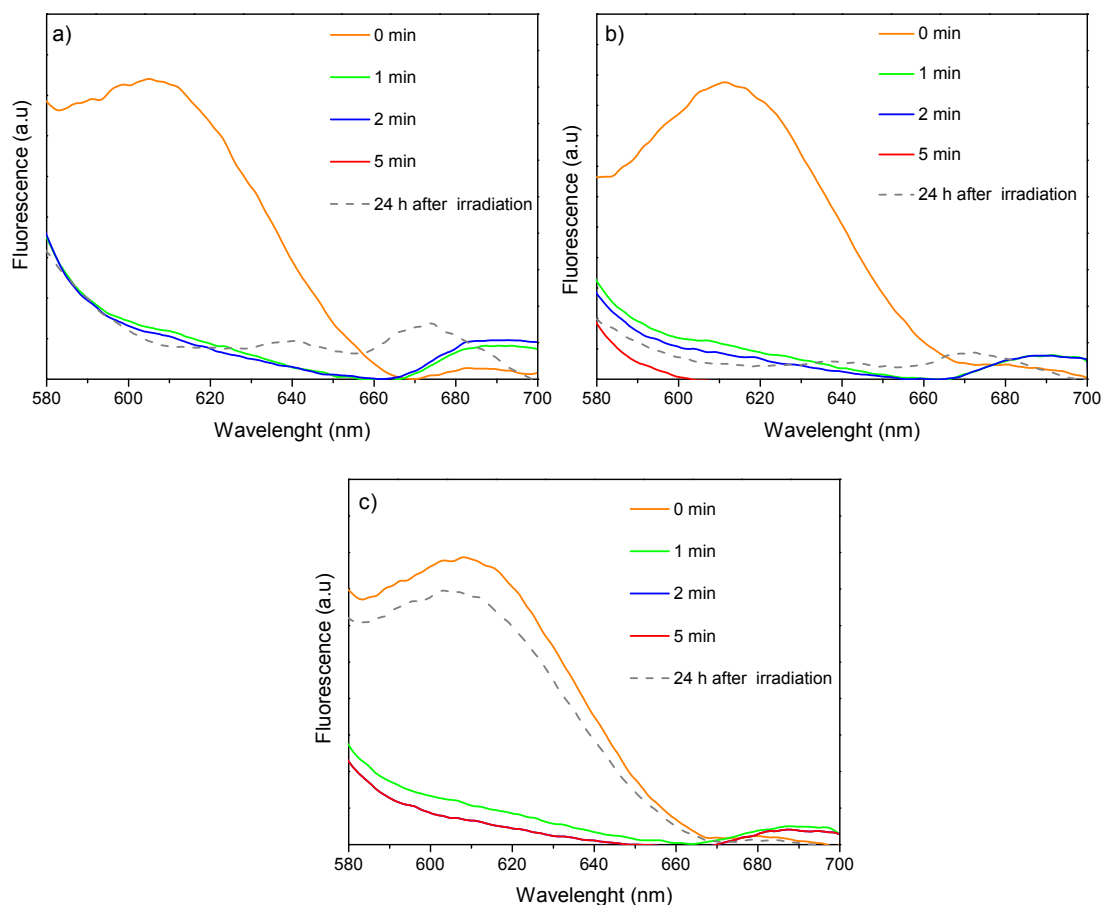 a)
0 min
1 min
2 min
5 min
24 h after irradiation
Fluorescence (a.u)
580 600 620 640 660 680 700
Wavelenght (nm)
b)
0 min
1 min
2 min
5 min
24 h after irradiation
Fluorescence (a.u)
580 600 620 640 660 680 700
Wavelenght (nm)
c)
0 min
1 min
2 min
5 min
24 h after irradiation
Fluorescence (a.u)
580 600 620 640 660 680 700
Wavelenght (nm)